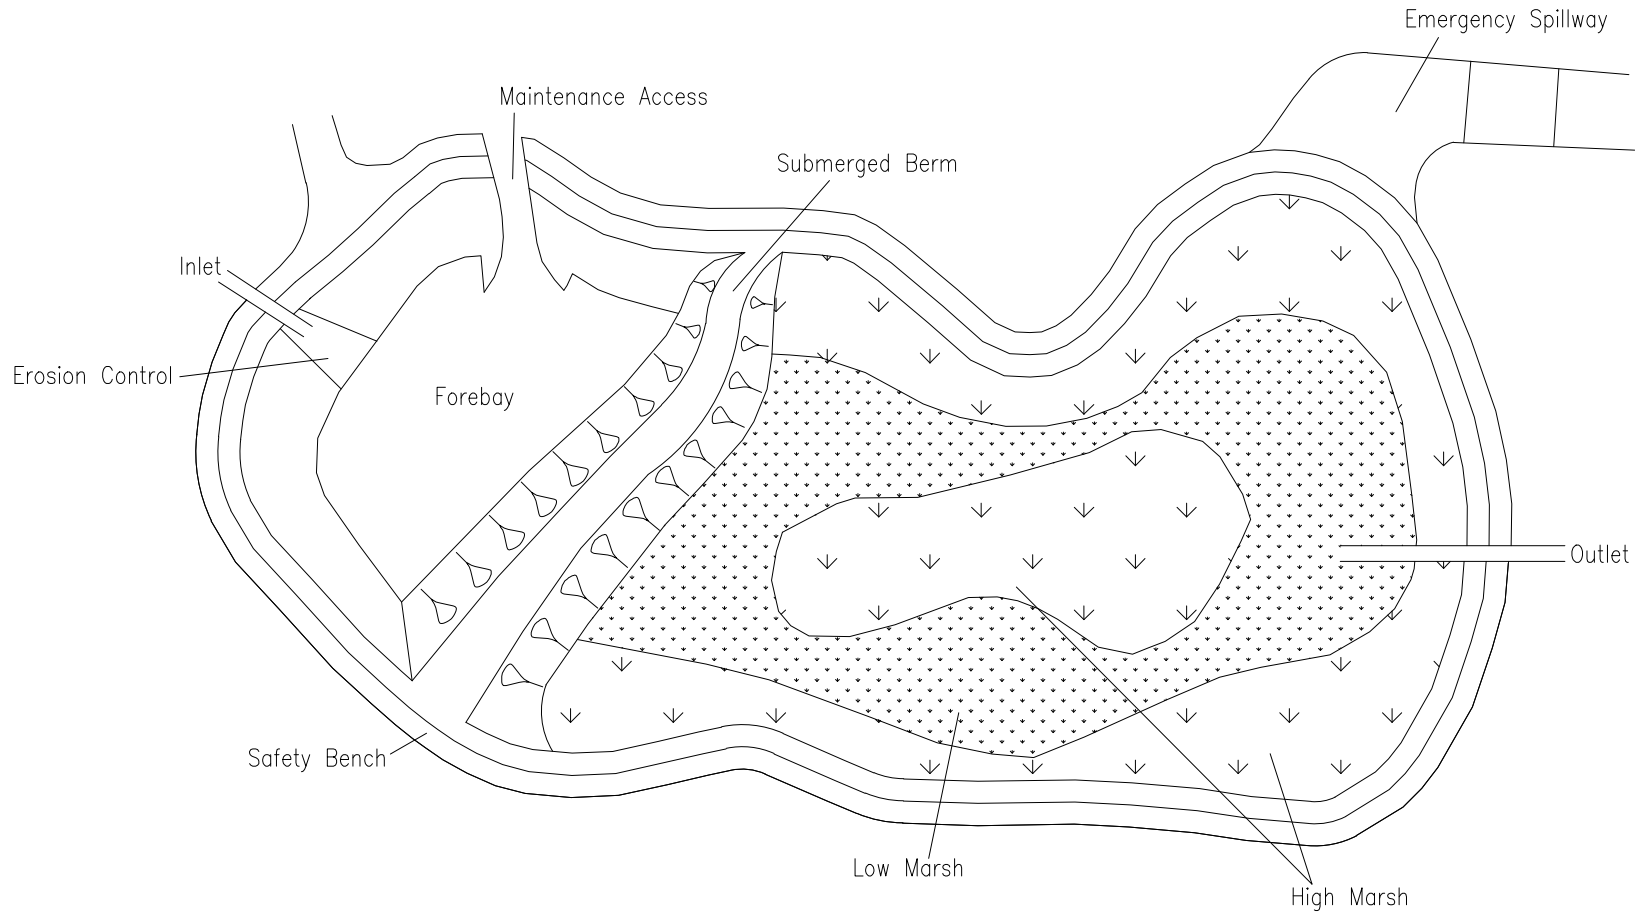 Emergency Spillway
Maintenance Access
Submerged Berm
Inlet
Erosion Control
Forebay
Outlet
Safety Bench
Low Marsh
High Marsh